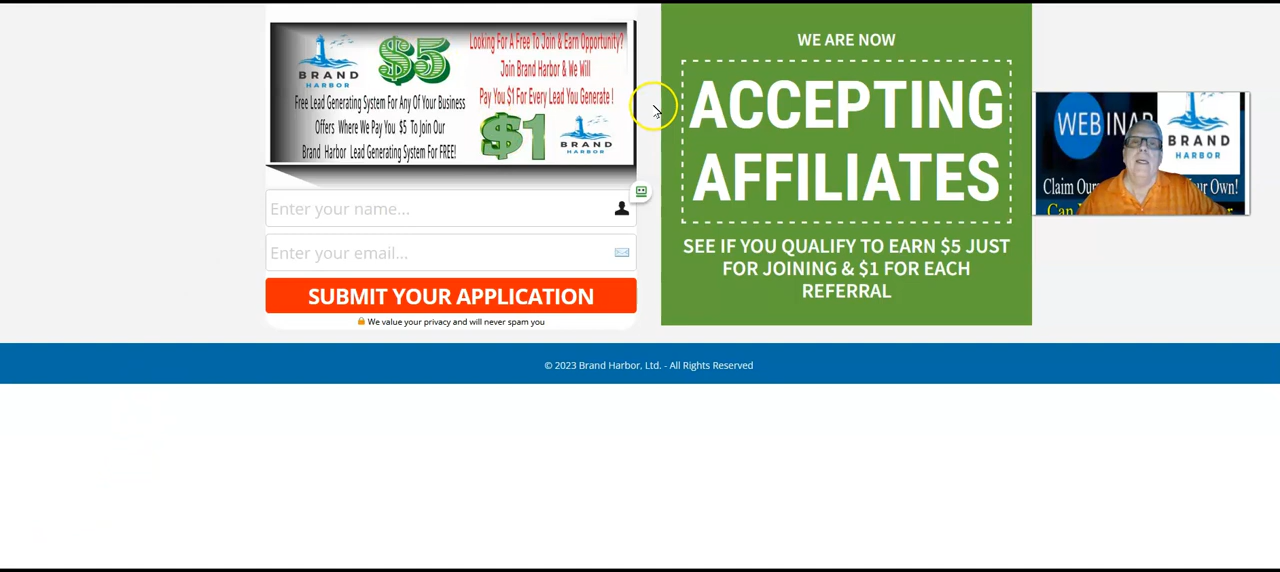 BRAND
HARBOR
$5
Looking For A Free To Join & Earn Opportunity?
Join Brand Harbor & We Will
Pay You $1 For Every Lead You Generate !
Free Lead Generating System For Any Of Your Business
Offers Where We Pay You $5 To Join Our
Brand Harbor Lead Generating System For FREE!
$1
BRAND
HARBOR
Enter your name...
Enter your email...
SUBMIT YOUR APPLICATION
We value your privacy and will never spam you
WE ARE NOW
ACCEPTING
AFFILIATES
SEE IF YOU QUALIFY TO EARN $5 JUST
FOR JOINING & $1 FOR EACH
REFERRAL
WEBINAR
BRAND
HARBOR
Claim Our
Own!
© 2023 Brand Harbor, Ltd. - All Rights Reserved